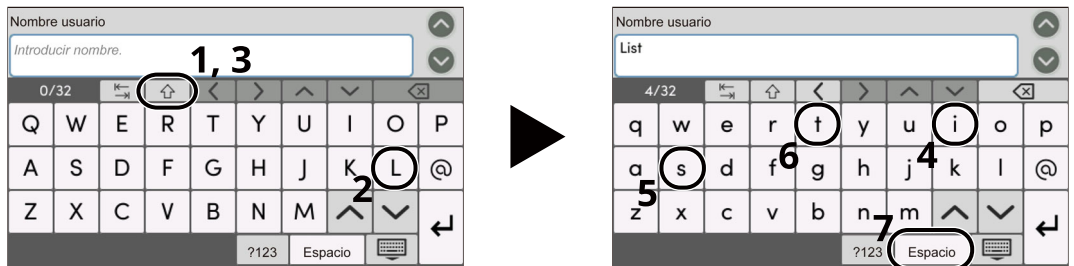 Nombre usuario
Introducir nombre.
1, 3
0/32
Q W E R T Y U I O P
A S D F G H J K L @
2
Z X C V B N M
?123 Espacio
Nombre usuario
List
4/32
q w e r t y u i o p
6 4
a s d f g h j k l @
5
z x c v b n m
7
?123 Espacio